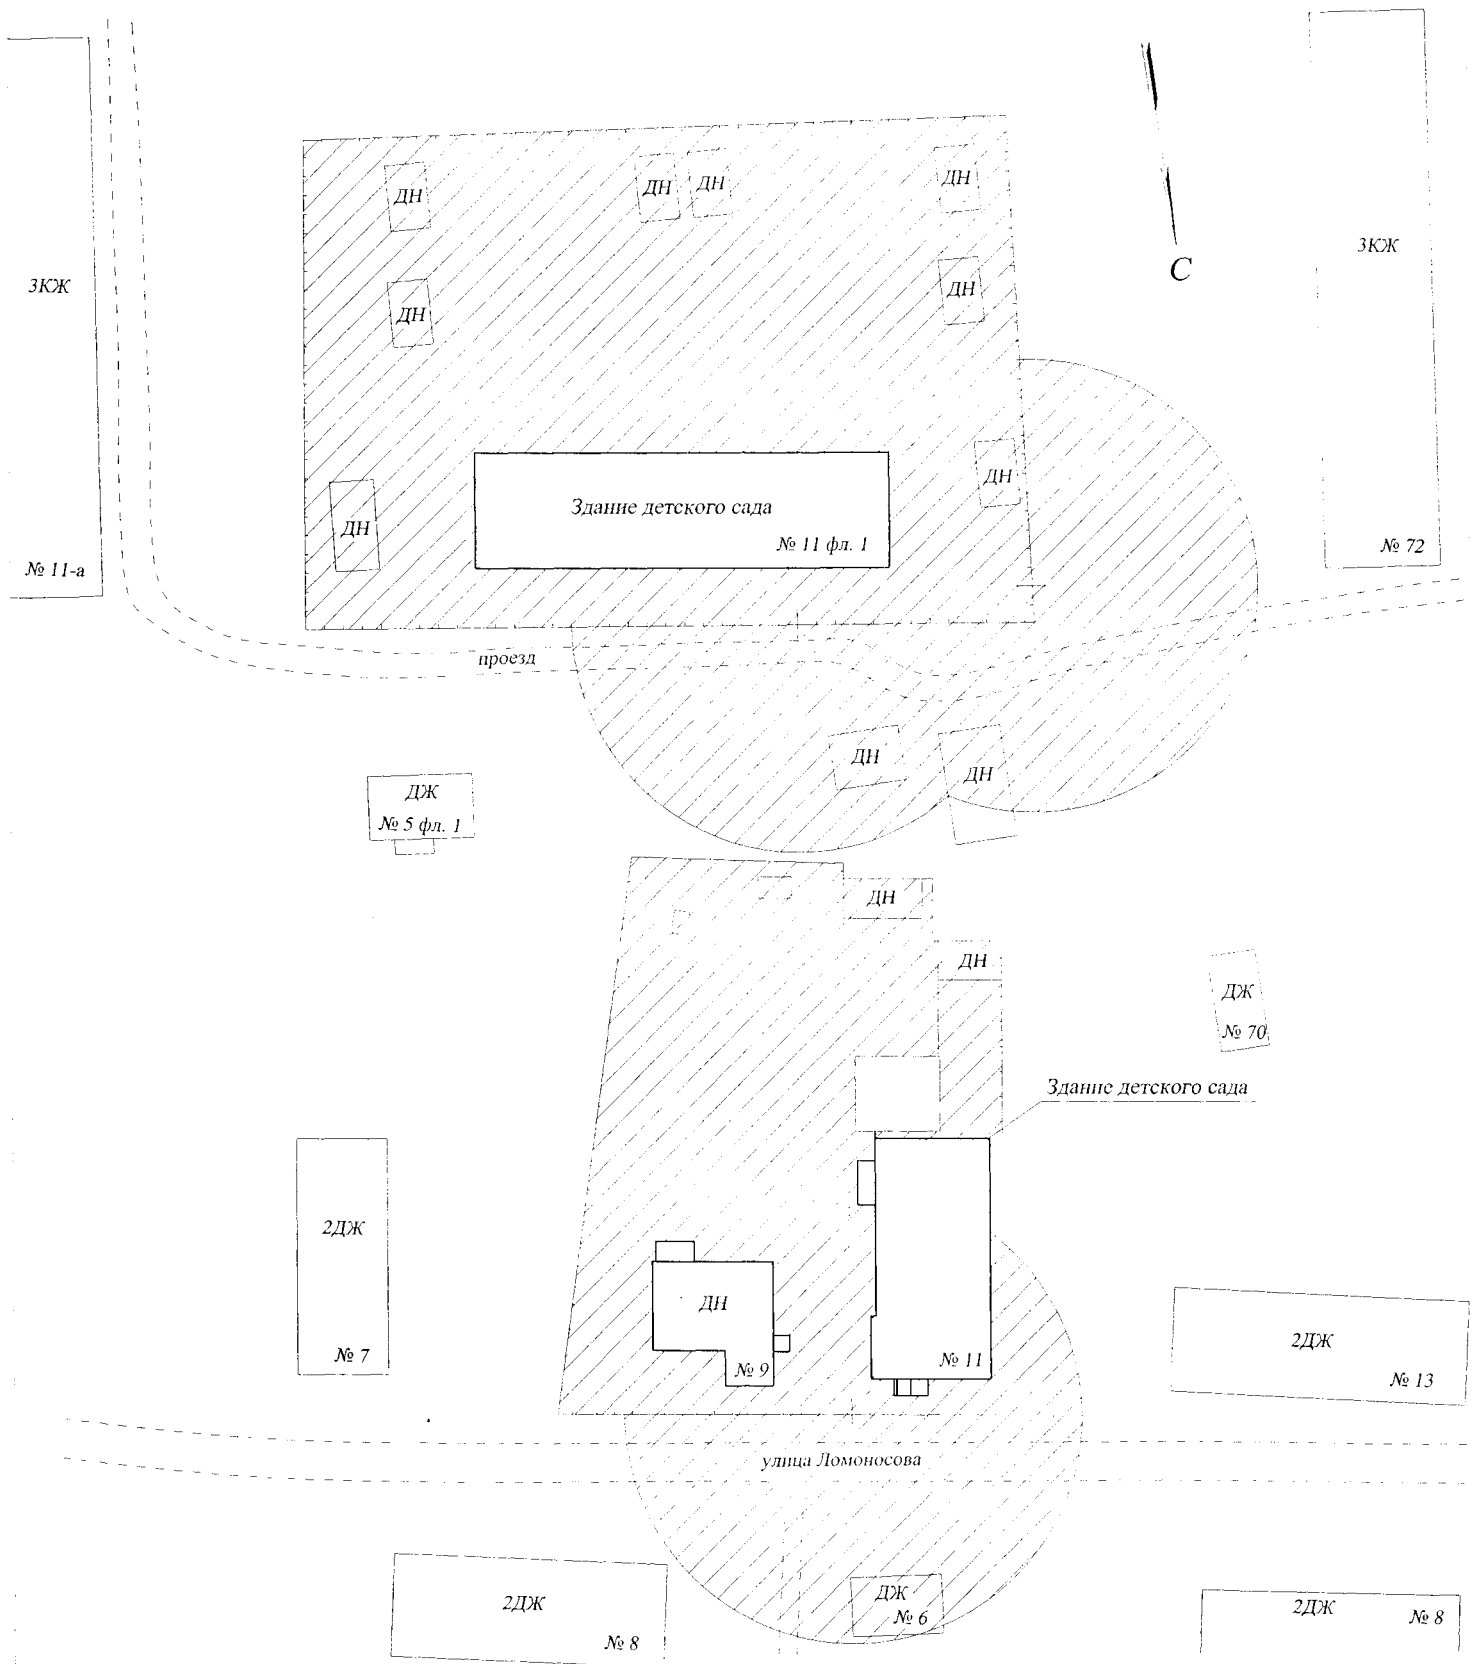 ДН
ДН
ДН
ДН
3КЖ
3КЖ
С
ДН
ДН
ДН
Здание детского сада
ДН
№ 11 фл. 1
№ 72
№ 11-а
проезд
ДН
ДН
ДЖ
№ 5 фл. 1
ДН
ДН
ДЖ
№ 70
Здание детского сада
2ДЖ
ДН
2ДЖ
№ 7
№ 9
№ 11
№ 13
улица Ломоносова
2ДЖ
№ 8
ДЖ
№ 6
2ДЖ
№ 8